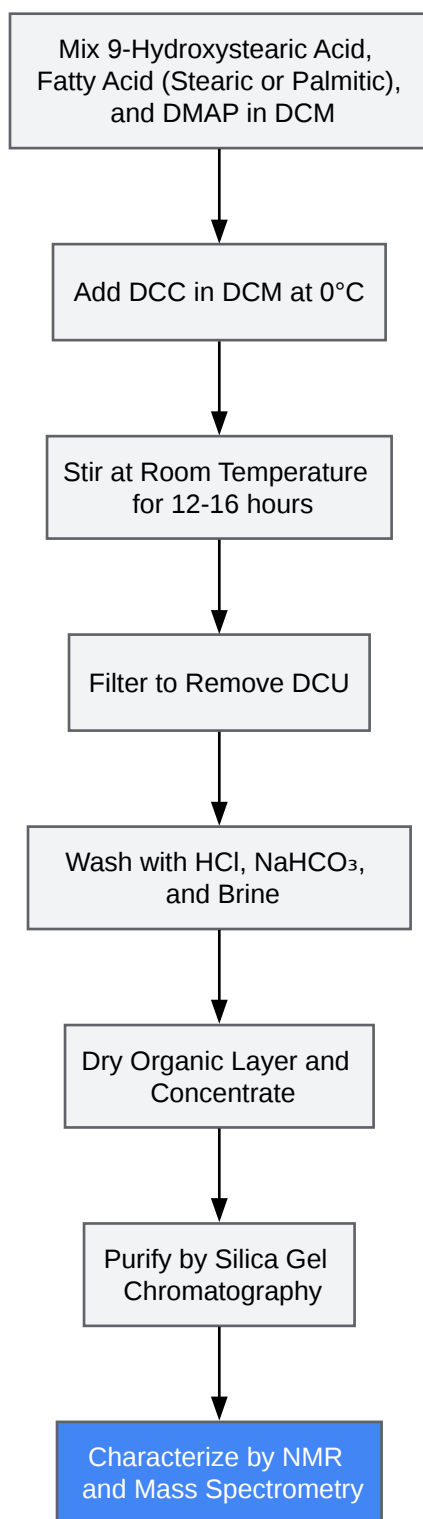 Mix 9-Hydroxystearic Acid,
Fatty Acid (Stearic or Palmitic),
and DMAP in DCM
Add DCC in DCM at 0°C
Stir at Room Temperature
for 12-16 hours
Filter to Remove DCU
Wash with HCl, NaHCO₃,
and Brine
Dry Organic Layer and
Concentrate
Purify by Silica Gel
Chromatography
Characterize by NMR
and Mass Spectrometry